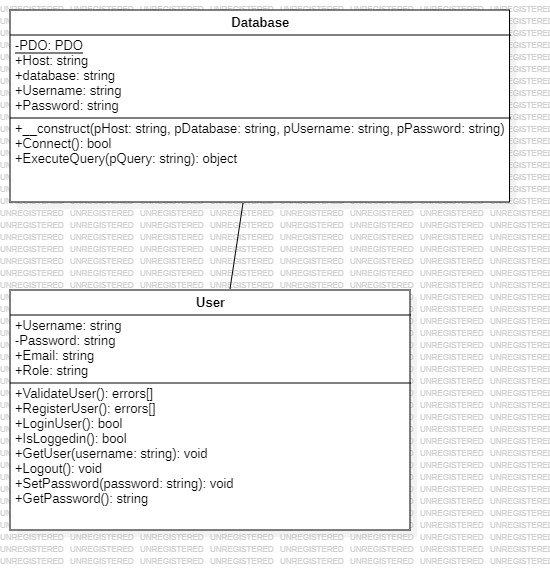 Database
-PDO: PDO
+Host: string
+database: string
+Username: string
+Password: string
+__construct(pHost: string, pDatabase: string, pUsername: string, pPassword: string)
+Connect(): bool
+ExecuteQuery(pQuery: string): object
UNREGISTERED UNREGISTERED UNREGISTERED UNREGISTERED UNREGISTERED UNREGISTERED UNREGISTERED
User
+Username: string
-Password: string
+Email: string
+Role: string
+ValidateUser(): errors[]
+RegisterUser(): errors[]
+LoginUser(): bool
+IsLoggedin(): bool
+GetUser(username: string): void
+Logout(): void
+SetPassword(password: string): void
+GetPassword(): string